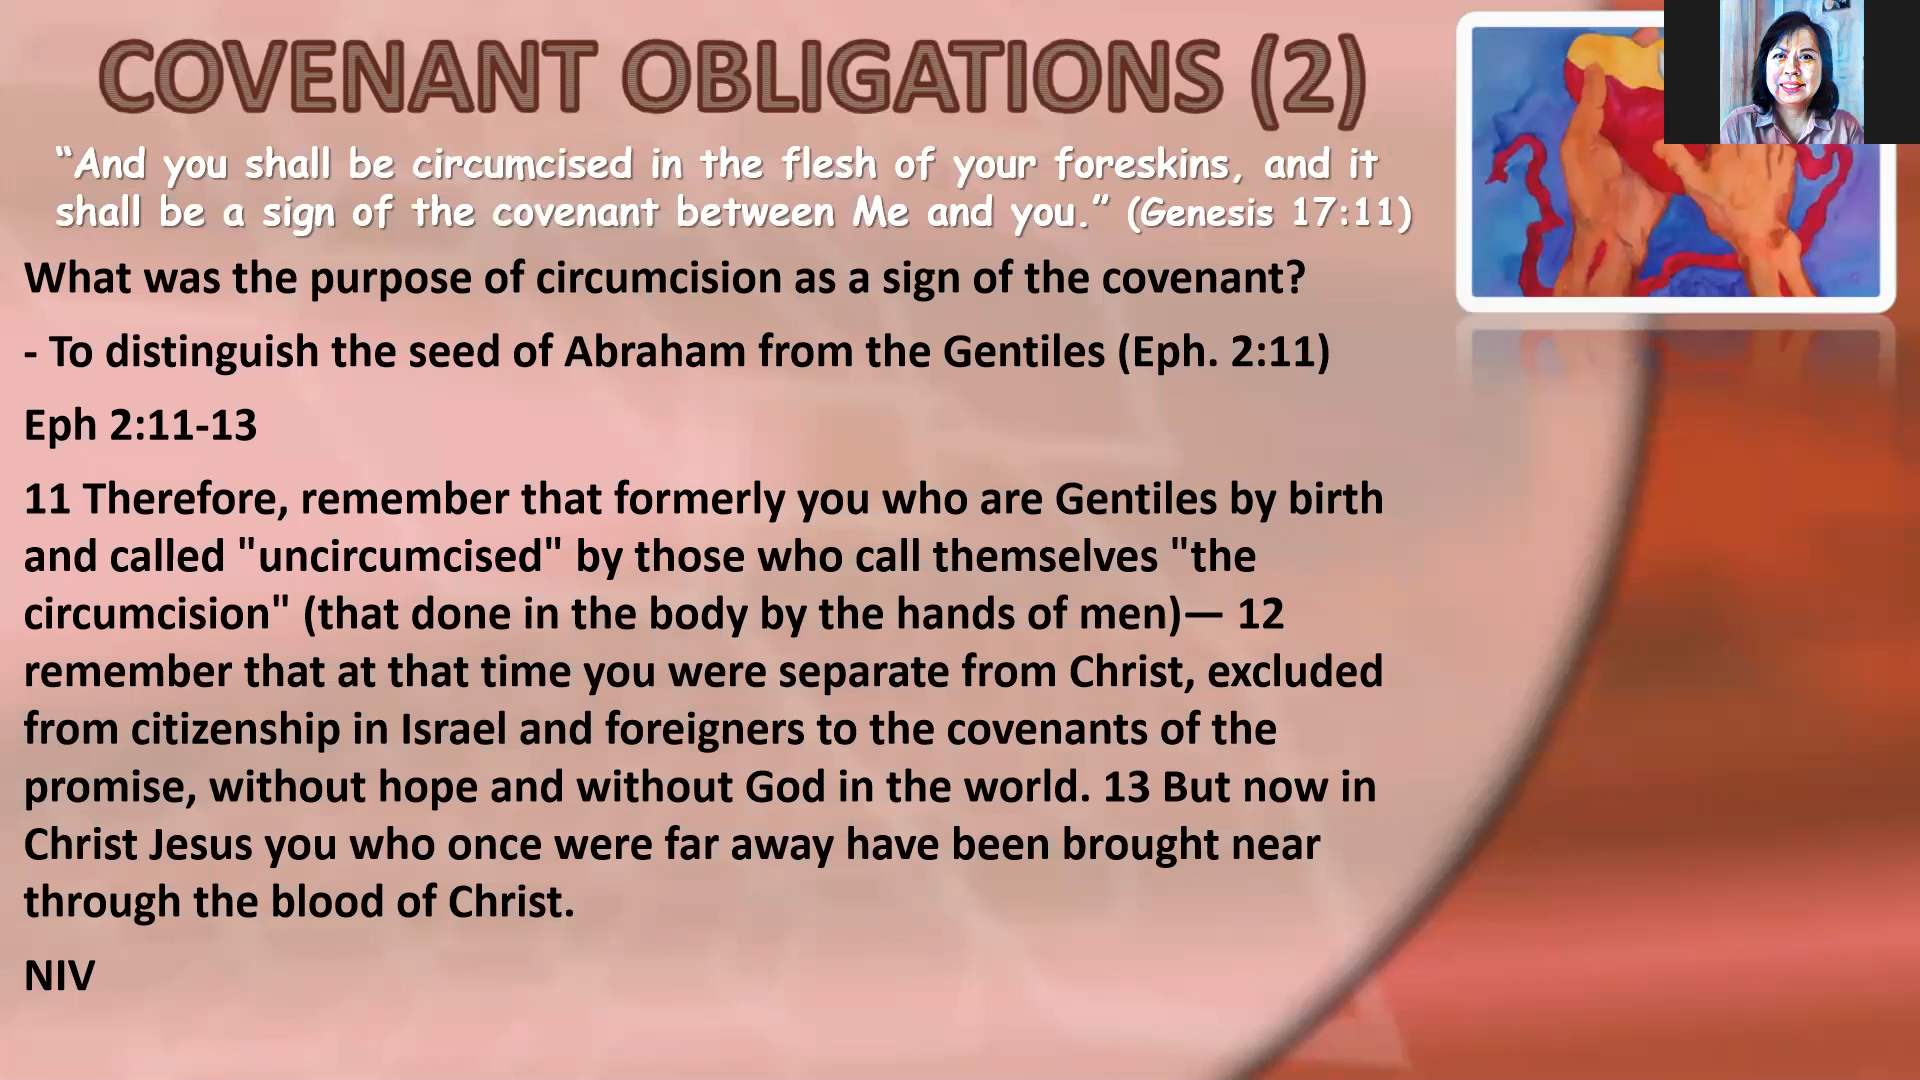 COVENANT OBLIGATIONS (2)
“And you shall be circumcised in the flesh of your foreskins, and it
shall be a sign of the covenant between Me and you.” (Genesis 17:11)
What was the purpose of circumcision as a sign of the covenant?
- To distinguish the seed of Abraham from the Gentiles (Eph. 2:11)
Eph 2:11-13
11 Therefore, remember that formerly you who are Gentiles by birth
and called "uncircumcised" by those who call themselves "the
circumcision" (that done in the body by the hands of men)— 12
remember that at that time you were separate from Christ, excluded
from citizenship in Israel and foreigners to the covenants of the
promise, without hope and without God in the world. 13 But now in
Christ Jesus you who once were far away have been brought near
through the blood of Christ.
NIV